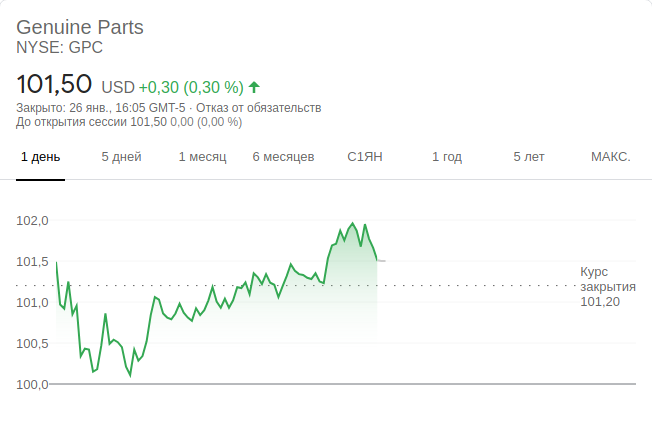 Genuine Parts
NYSE: GPC
101,50 USD +0,30 (0,30 %)
Закрыто: 26 янв., 16:05 GMT-5 · Отказ от обязательств
До открытия сессии 101,50 0,00 (0,00 %)
1 день 5 дней 1 месяц 6 месяцев С1ЯН 1 год 5 лет МАКС.
102,0
101,5
Курс
закрытия
101,20
101,0
100,5
100,0